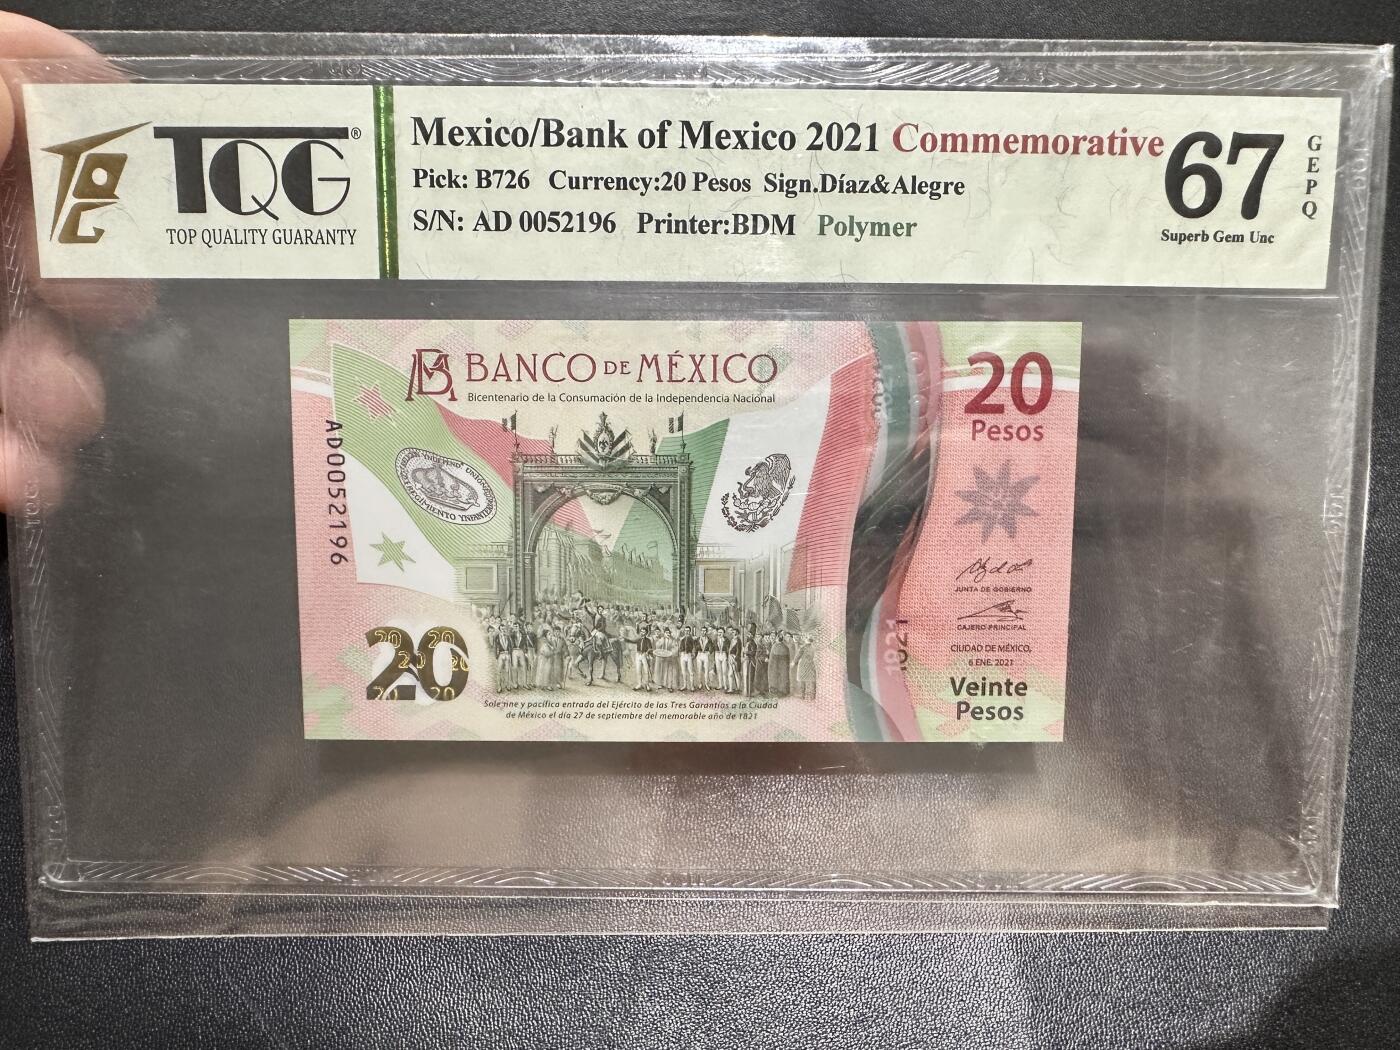 TQG®
TOP QUALITY GUARANTY
Mexico/Bank of Mexico 2021 Commemorative
Pick: B726 Currency:20 Pesos Sign.Díaz&Alegre
S/N: AD 0052196 Printer:BDM Polymer
67
Superb Gem Unc
GEPQ
BM BANCO DE MÉXICO
Bicentenario de la Consumación de la Independencia Nacional
20
Pesos
AD0052196
JUNTA DE GOBIERNO
CAJERO PRINCIPAL
CIUDAD DE MÉXICO,
6 ENE. 2021
Veinte
Pesos
1821
20
Solemne y pacífica entrada del Ejército de las Tres Garantías a la Ciudad
de México el día 27 de septiembre del memorable año de 1821